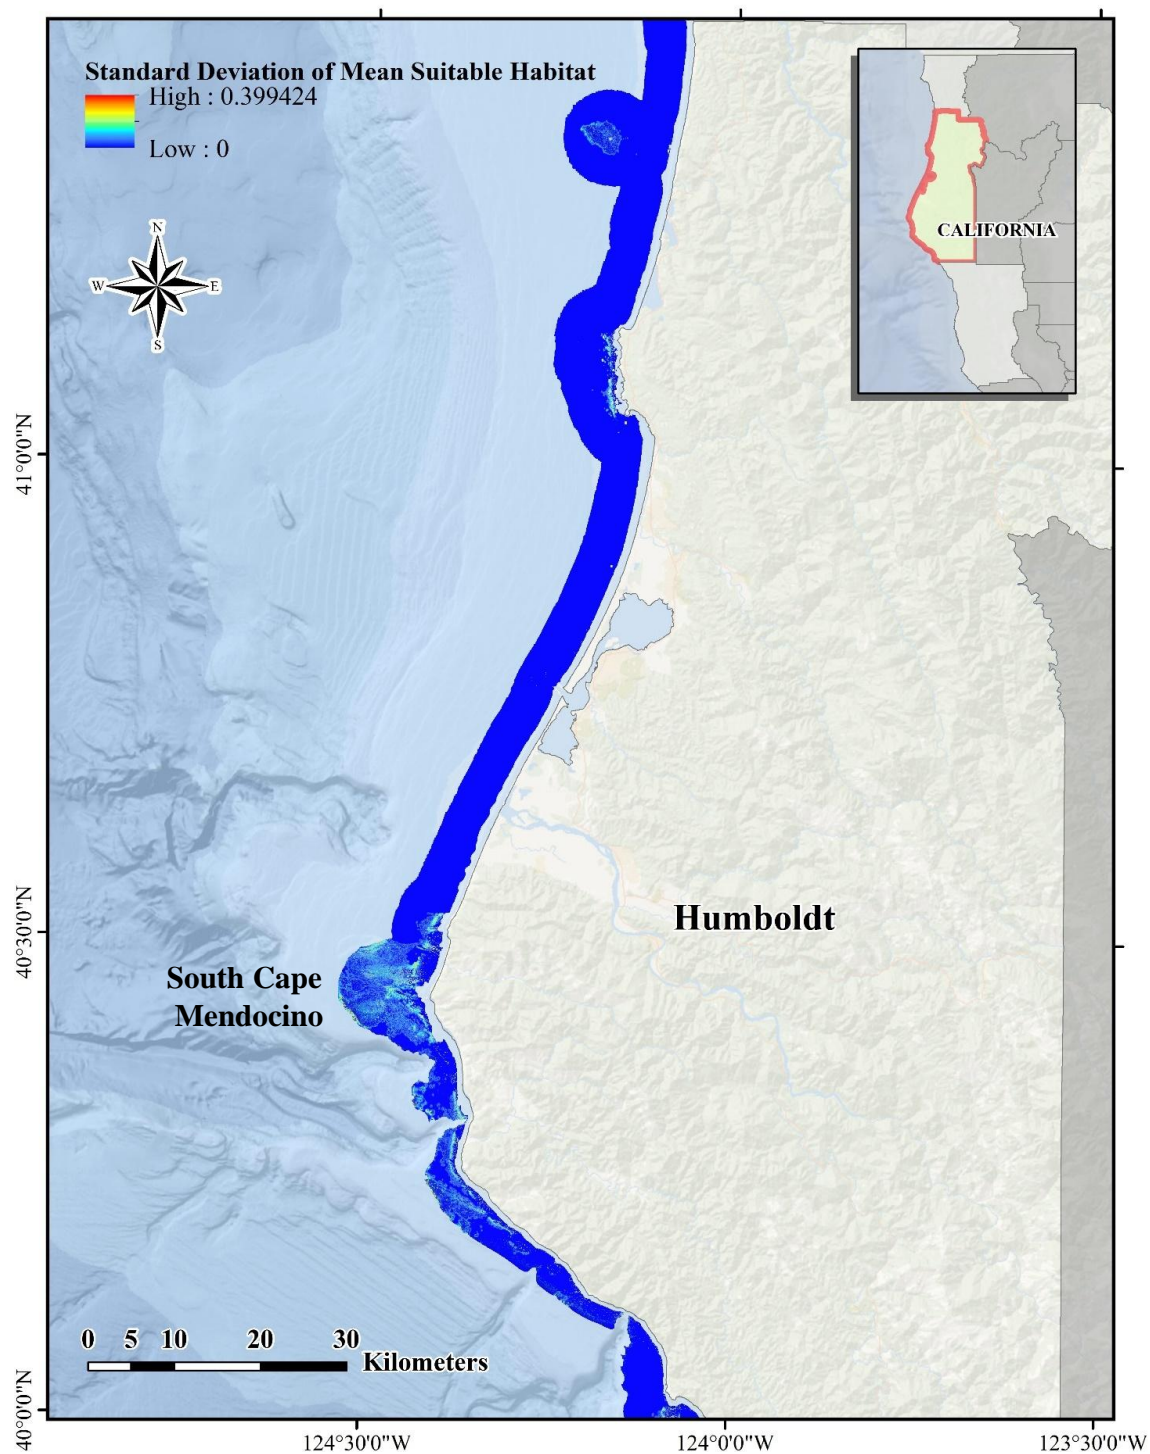 Standard Deviation of Mean Suitable Habitat
High : 0.399424
Low : 0
N
W
E
S
CALIFORNIA
41°0'0"N
40°30'0"N
40°0'0"N
Humboldt
South Cape
Mendocino
0 5 10 20 30
Kilometers
124°30'0"W
124°0'0"W
123°30'0"W